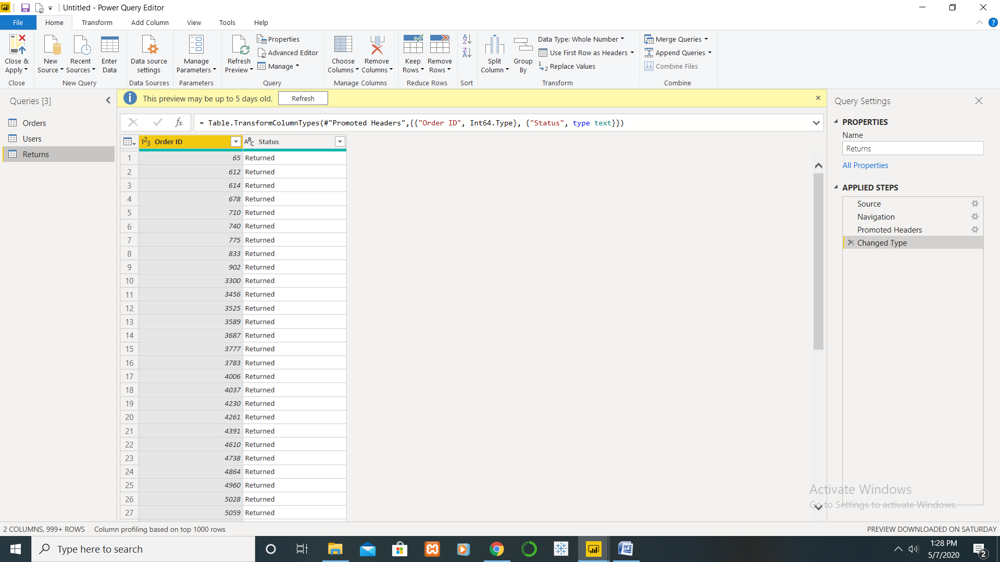 Untitled - Power Query Editor
File Home Transform Add Column View Tools Help
Close & Apply
New Source
Recent Sources
Enter Data
Data source settings
Manage Parameters
Refresh Preview
Properties
Advanced Editor
Manage
Choose Columns
Remove Columns
Keep Rows
Remove Rows
Split Column
Group By
Data Type: Whole Number
Use First Row as Headers
Replace Values
Merge Queries
Append Queries
Combine Files
Close New Query Data Sources Parameters Query Manage Columns Reduce Rows Sort Transform Combine
Queries [3]
Orders
Users
Returns
This preview may be up to 5 days old. Refresh
fx = Table.TransformColumnTypes(#"Promoted Headers",{{"Order ID", Int64.Type}, {"Status", type text}})
123 Order ID ABC Status
1 65 Returned
2 612 Returned
3 614 Returned
4 678 Returned
5 710 Returned
6 740 Returned
7 775 Returned
8 833 Returned
9 902 Returned
10 3300 Returned
11 3456 Returned
12 3525 Returned
13 3589 Returned
14 3687 Returned
15 3777 Returned
16 3783 Returned
17 4006 Returned
18 4037 Returned
19 4230 Returned
20 4261 Returned
21 4391 Returned
22 4610 Returned
23 4738 Returned
24 4864 Returned
25 4960 Returned
26 5028 Returned
27 5059 Returned
Query Settings
PROPERTIES
Name
Returns
All Properties
APPLIED STEPS
Source
Navigation
Promoted Headers
Changed Type
Activate Windows
Go to Settings to activate Windows.
2 COLUMNS, 999+ ROWS Column profiling based on top 1000 rows PREVIEW DOWNLOADED ON SATURDAY
Type here to search
1:28 PM
5/7/2020
2